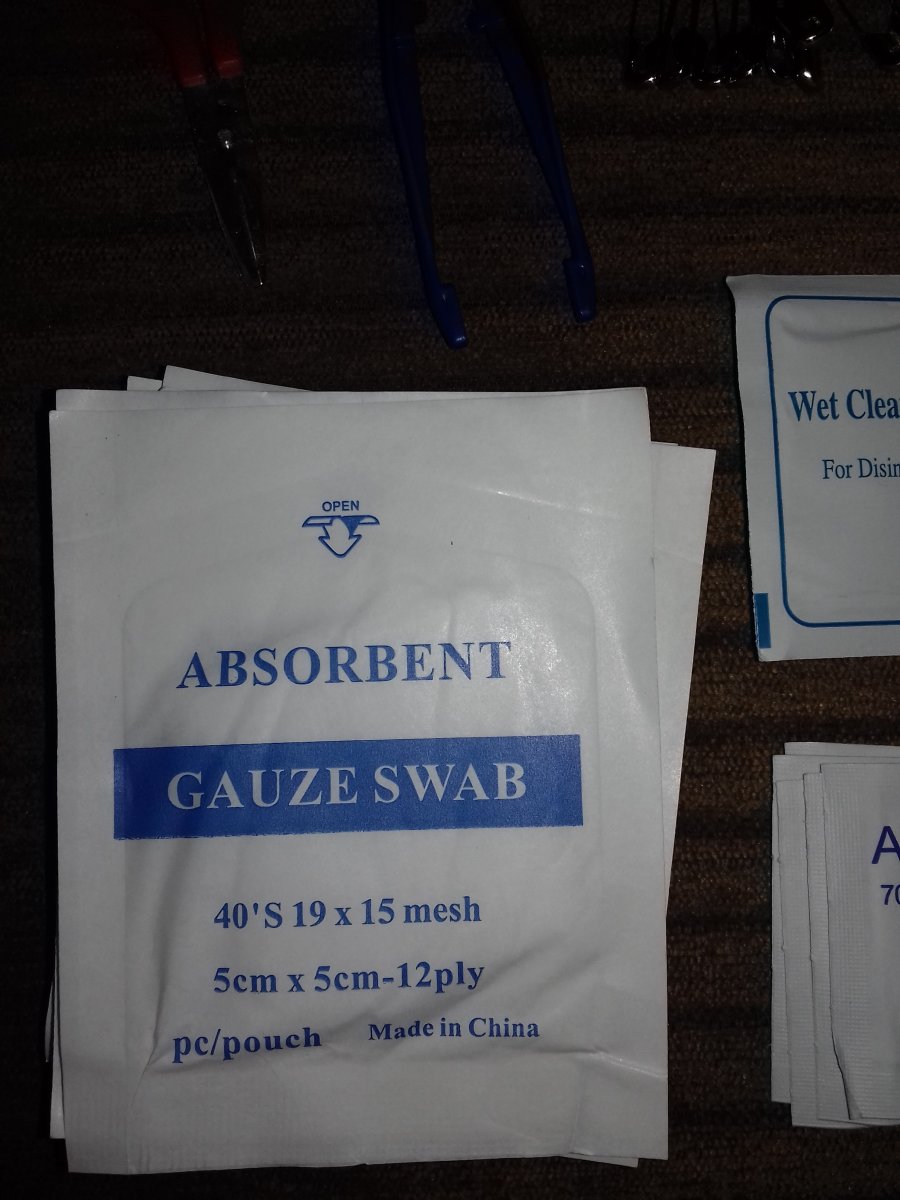 OPEN
ABSORBENT
GAUZE SWAB
40'S 19 x 15 mesh
5cm x 5cm-12ply
pc/pouch Made in China
Wet Clea
For Disin
A
70